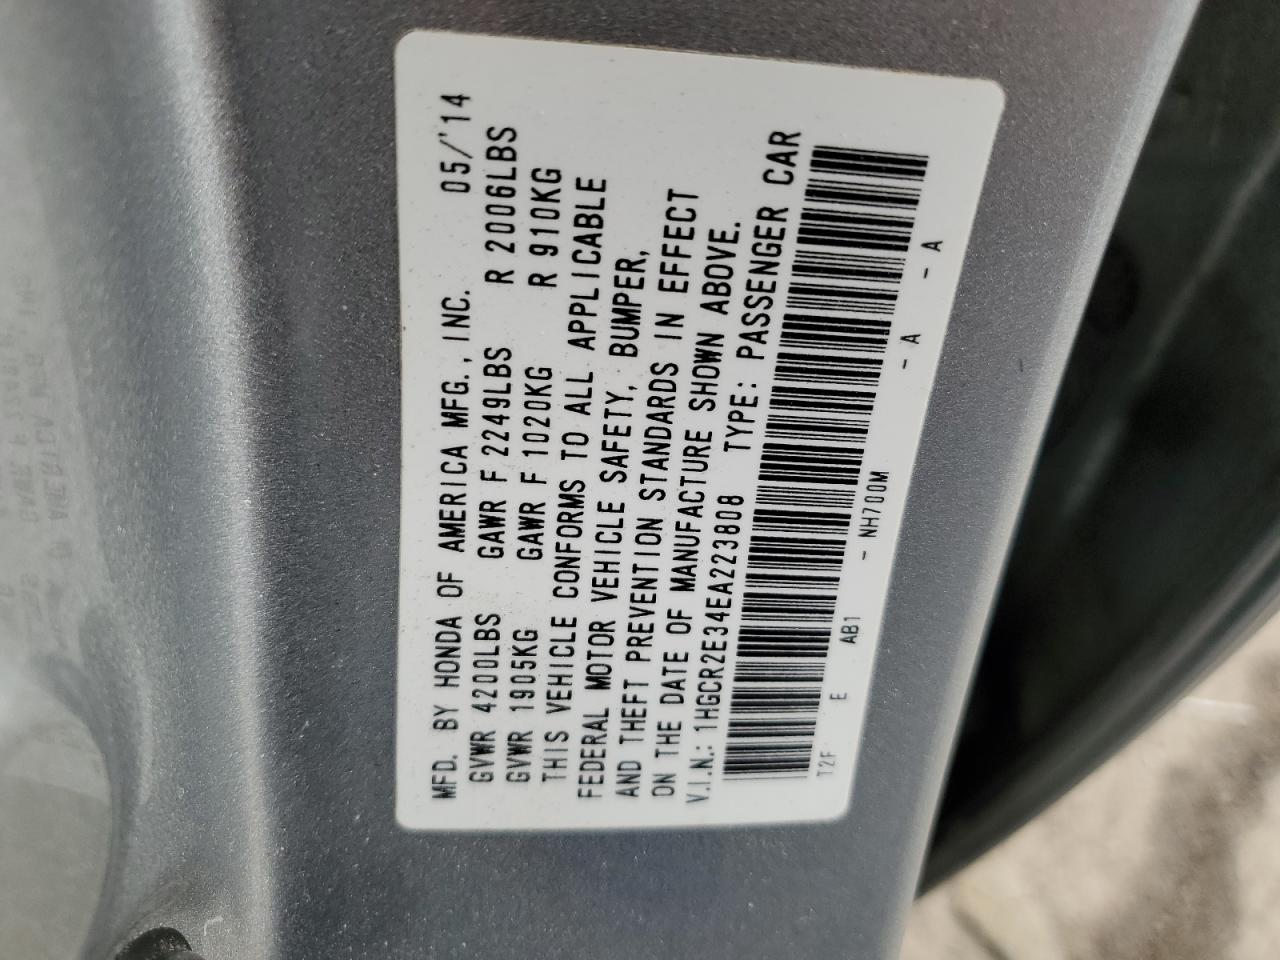 MFD. BY HONDA OF AMERICA MFG., INC. 05/'14
GVWR 4200LBS GAWR F 2249LBS R 2006LBS
GVWR 1905KG GAWR F 1020KG R 910KG
THIS VEHICLE CONFORMS TO ALL APPLICABLE
FEDERAL MOTOR VEHICLE SAFETY, BUMPER,
AND THEFT PREVENTION STANDARDS IN EFFECT
ON THE DATE OF MANUFACTURE SHOWN ABOVE.
V.I.N.: 1HGCR2E34EA223808 TYPE: PASSENGER CAR
T2F E AB1 - NH700M - A - A